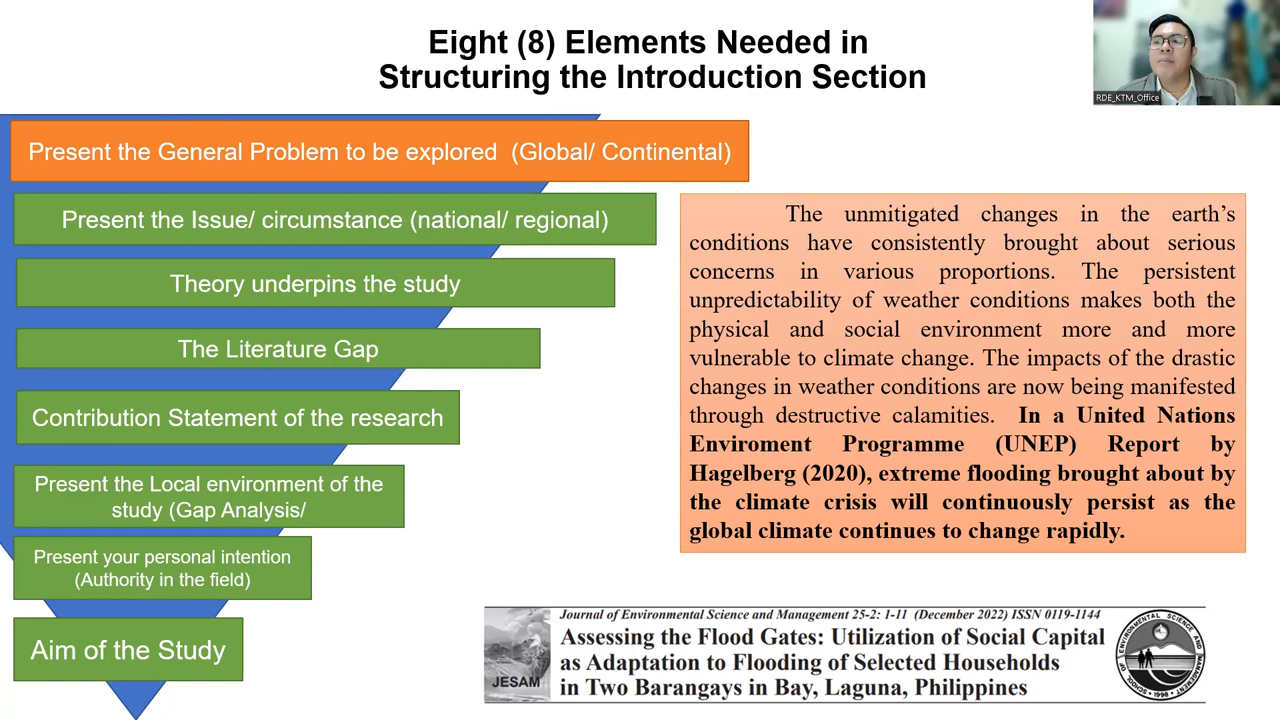 Eight (8) Elements Needed in
Structuring the Introduction Section
RDE_KTM_Office
Present the General Problem to be explored (Global/ Continental)
Present the Issue/ circumstance (national/ regional)
Theory underpins the study
The Literature Gap
Contribution Statement of the research
Present the Local environment of the
study (Gap Analysis/
Present your personal intention
(Authority in the field)
Aim of the Study
The unmitigated changes in the earth's
conditions have consistently brought about serious
concerns in various proportions. The persistent
unpredictability of weather conditions makes both the
physical and social environment more and more
vulnerable to climate change. The impacts of the drastic
changes in weather conditions are now being manifested
through destructive calamities. In a United Nations
Enviroment Programme (UNEP) Report by
Hagelberg (2020), extreme flooding brought about by
the climate crisis will continuously persist as the
global climate continues to change rapidly.
JESAM
Journal of Environmental Science and Management 25-2: 1-11 (December 2022) ISSN 0119-1144
Assessing the Flood Gates: Utilization of Social Capital
as Adaptation to Flooding of Selected Households
in Two Barangays in Bay, Laguna, Philippines
SCHOOL OF ENVIRONMENTAL SCIENCE AND MANAGEMENT